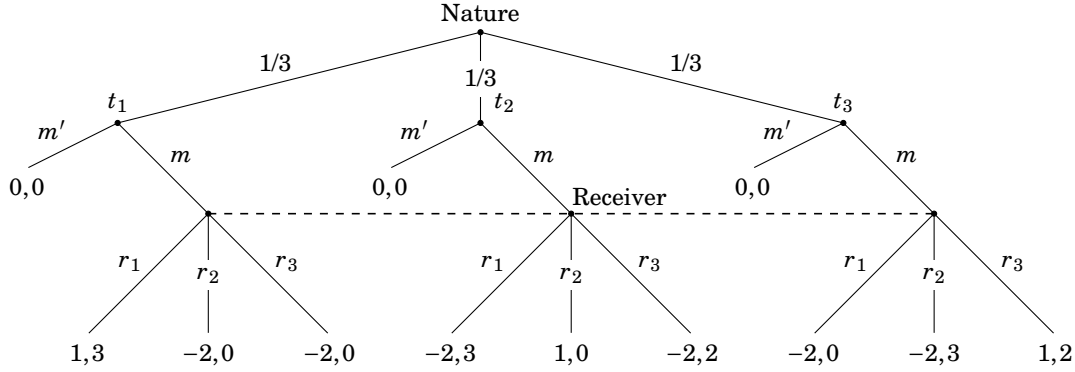 Nature
1/3 1/3 1/3
t₁ t₂ t₃
m′ m m′ m m′ m
0,0 0,0 0,0
Receiver
r₁ r₂ r₃ r₁ r₂ r₃ r₁ r₂ r₃
1,3 −2,0 −2,0 −2,3 1,0 −2,2 −2,0 −2,3 1,2